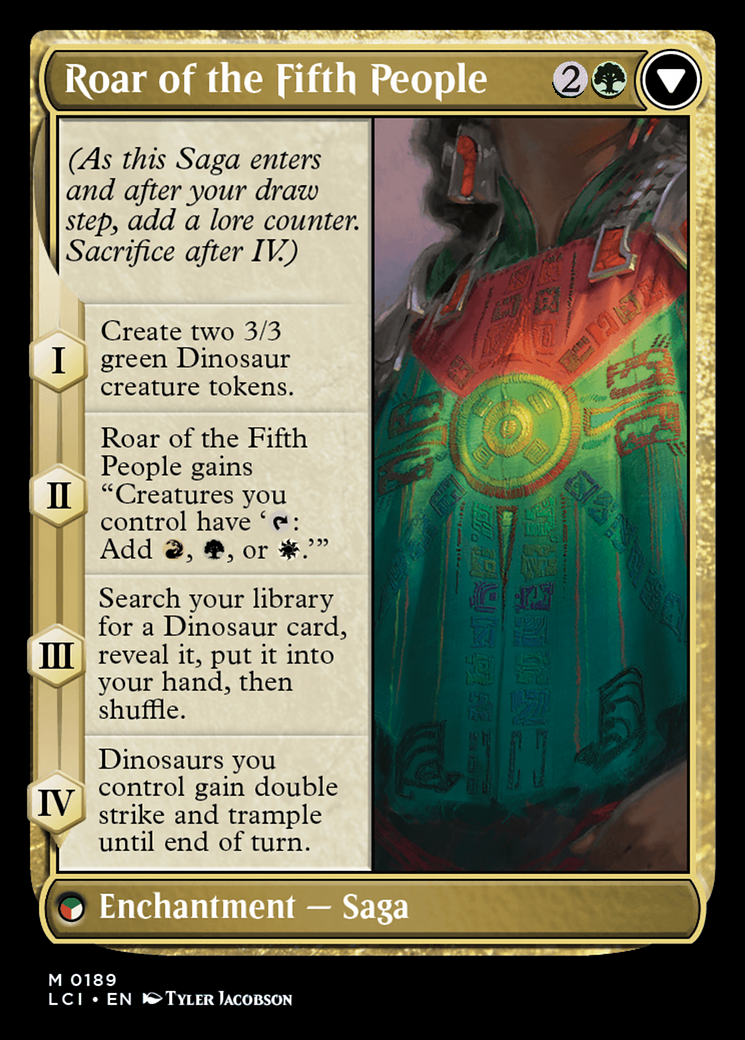 Roar of the Fifth People 2
(As this Saga enters
and after your draw
step, add a lore counter.
Sacrifice after IV.)
I
Create two 3/3
green Dinosaur
creature tokens.
II
Roar of the Fifth
People gains
“Creatures you
control have ‘ :
Add , , or .’”
III
Search your library
for a Dinosaur card,
reveal it, put it into
your hand, then
shuffle.
IV
Dinosaurs you
control gain double
strike and trample
until end of turn.
Enchantment — Saga
M 0189
LCI • EN Tyler Jacobson